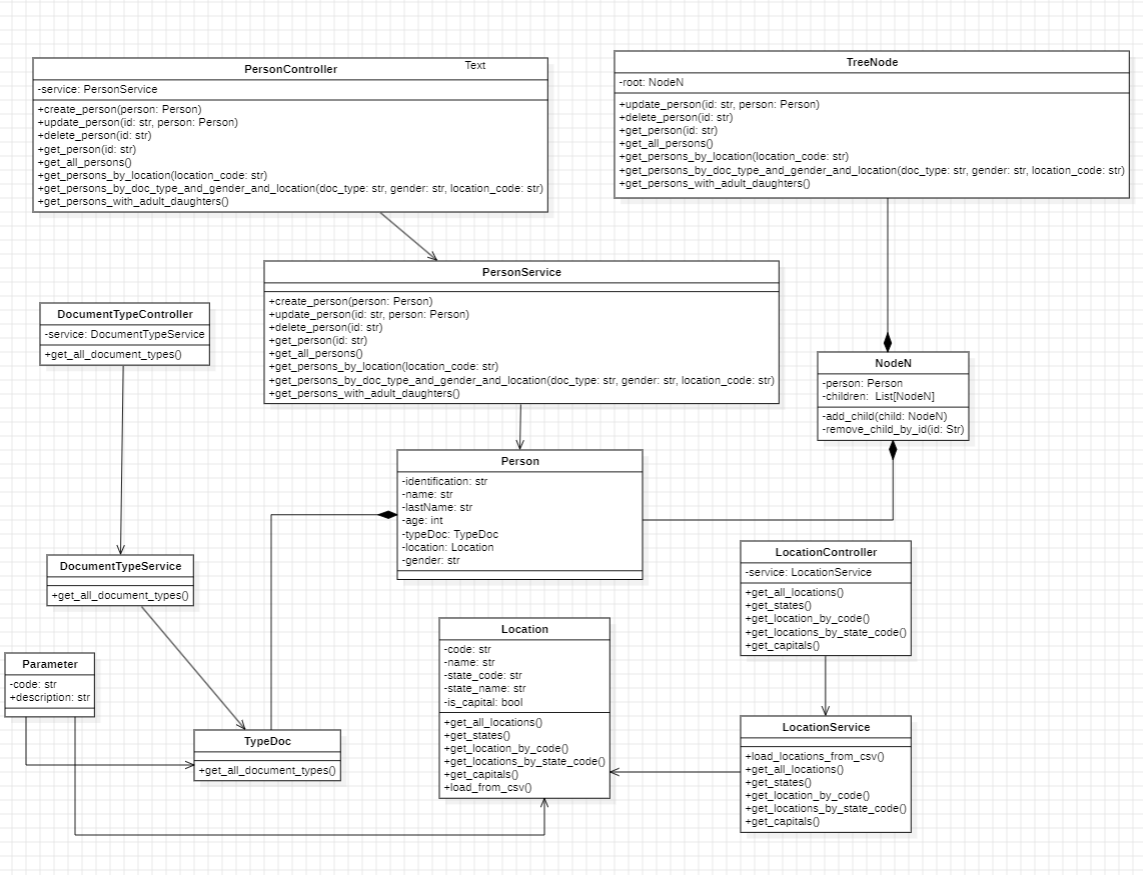 PersonController
Text
-service: PersonService
+create_person(person: Person)
+update_person(id: str, person: Person)
+delete_person(id: str)
+get_person(id: str)
+get_all_persons()
+get_persons_by_location(location_code: str)
+get_persons_by_doc_type_and_gender_and_location(doc_type: str, gender: str, location_code: str)
+get_persons_with_adult_daughters()
TreeNode
-root: NodeN
+update_person(id: str, person: Person)
+delete_person(id: str)
+get_person(id: str)
+get_all_persons()
+get_persons_by_location(location_code: str)
+get_persons_by_doc_type_and_gender_and_location(doc_type: str, gender: str, location_code: str)
+get_persons_with_adult_daughters()
PersonService
+create_person(person: Person)
+update_person(id: str, person: Person)
+delete_person(id: str)
+get_person(id: str)
+get_all_persons()
+get_persons_by_location(location_code: str)
+get_persons_by_doc_type_and_gender_and_location(doc_type: str, gender: str, location_code: str)
+get_persons_with_adult_daughters()
DocumentTypeController
-service: DocumentTypeService
+get_all_document_types()
NodeN
-person: Person
-children: List[NodeN]
-add_child(child: NodeN)
-remove_child_by_id(id: Str)
Person
-identification: str
-name: str
-lastName: str
-age: int
-typeDoc: TypeDoc
-location: Location
-gender: str
DocumentTypeService
+get_all_document_types()
LocationController
-service: LocationService
+get_all_locations()
+get_states()
+get_location_by_code()
+get_locations_by_state_code()
+get_capitals()
Location
-code: str
-name: str
-state_code: str
-state_name: str
-is_capital: bool
+get_all_locations()
+get_states()
+get_location_by_code()
+get_locations_by_state_code()
+get_capitals()
+load_from_csv()
Parameter
-code: str
+description: str
TypeDoc
+get_all_document_types()
LocationService
+load_locations_from_csv()
+get_all_locations()
+get_states()
+get_location_by_code()
+get_locations_by_state_code()
+get_capitals()